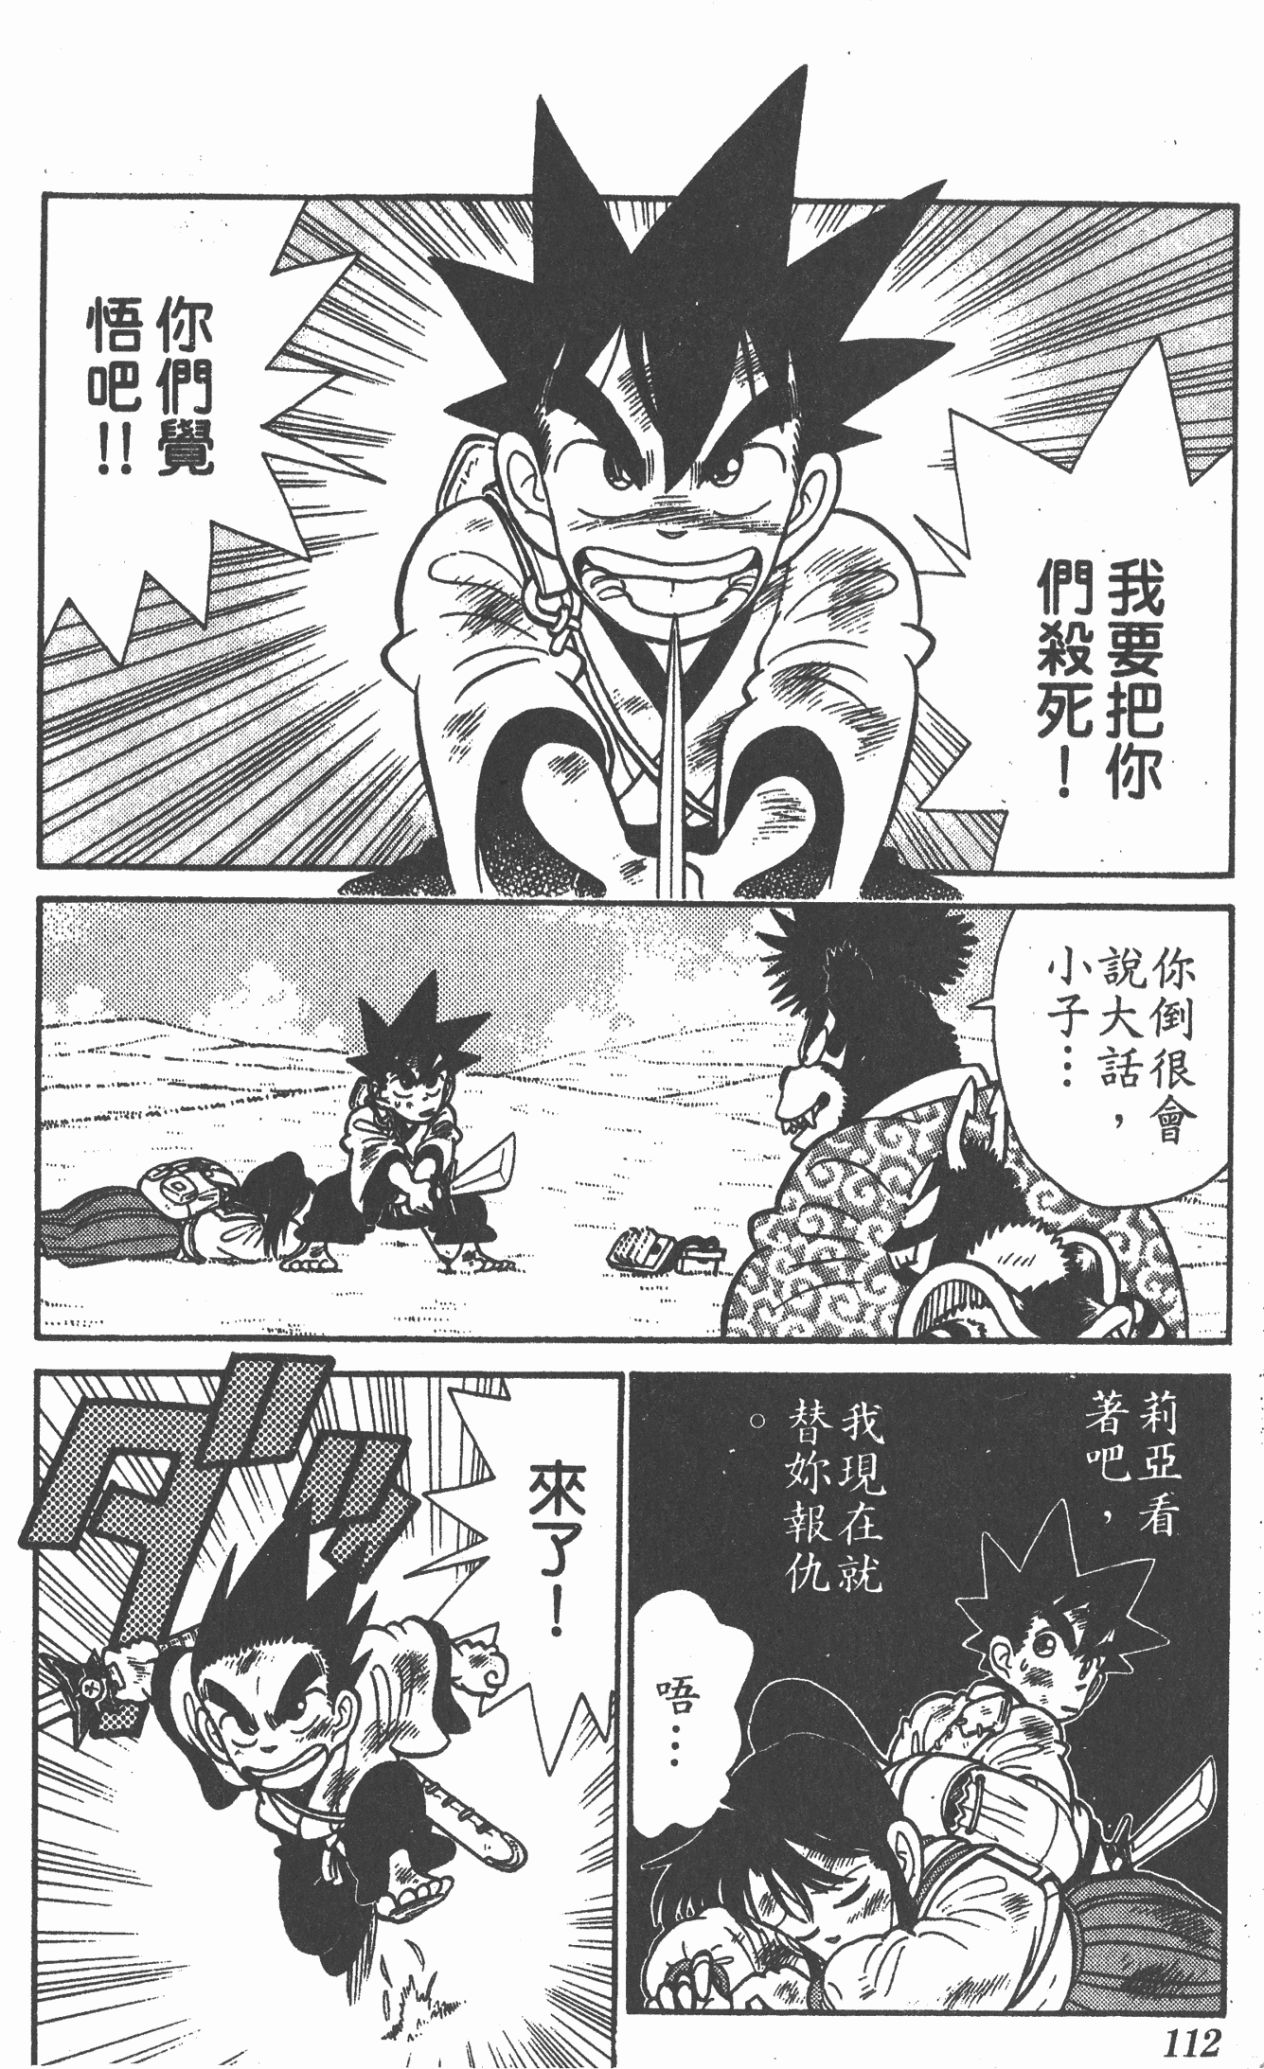 我要把你
們殺死！
你們覺
悟吧!!
你倒很會
說大話，
小子…
莉亞看
著吧，
我現在就
替妳報仇
。
唔…
來了！
ダッ
112